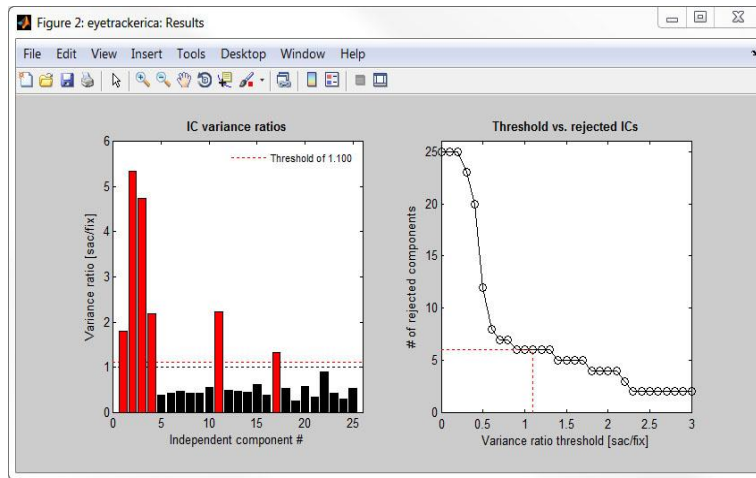 Figure 2: eyetrackerica: Results
File Edit View Insert Tools Desktop Window Help
IC variance ratios
Threshold of 1.100
Variance ratio [sac/fix]
6
5
4
3
2
1
0
0 5 10 15 20 25
Independent component #
Threshold vs. rejected ICs
# of rejected components
25
20
15
10
5
0
0 0.5 1 1.5 2 2.5 3
Variance ratio threshold [sac/fix]